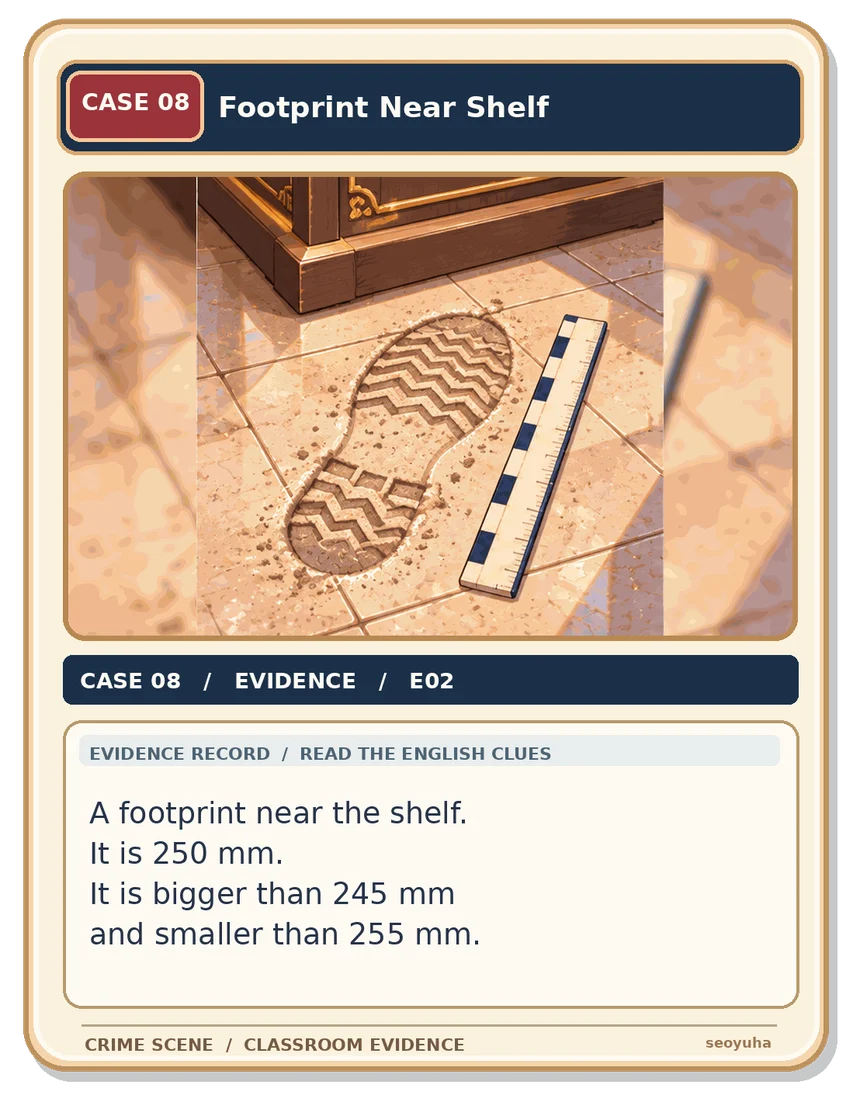 CASE 08
Footprint Near Shelf
CASE 08 / EVIDENCE / E02
EVIDENCE RECORD / READ THE ENGLISH CLUES
A footprint near the shelf.
It is 250 mm.
It is bigger than 245 mm
and smaller than 255 mm.
CRIME SCENE / CLASSROOM EVIDENCE
seoyuha